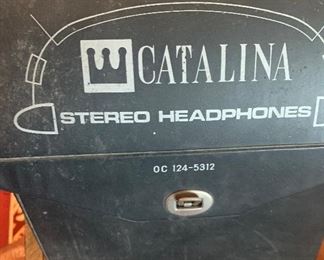 CATALINA
STEREO HEADPHONES
OC 124-5312